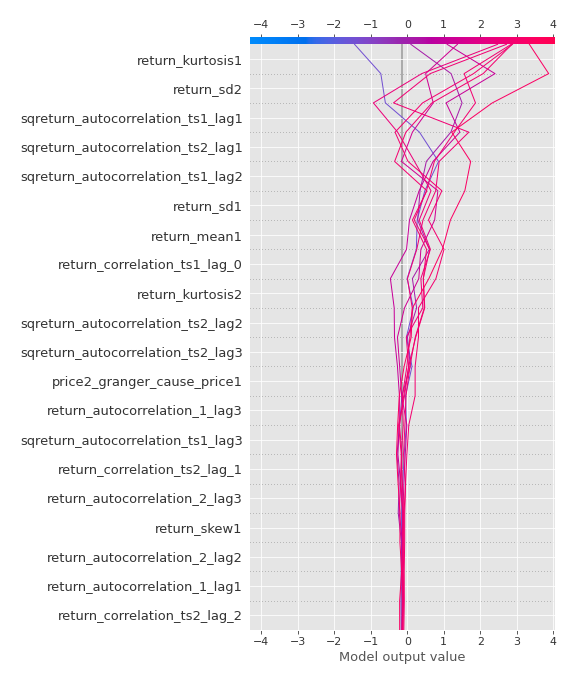 −4 −3 −2 −1 0 1 2 3 4
return_kurtosis1
return_sd2
sqreturn_autocorrelation_ts1_lag1
sqreturn_autocorrelation_ts2_lag1
sqreturn_autocorrelation_ts1_lag2
return_sd1
return_mean1
return_correlation_ts1_lag_0
return_kurtosis2
sqreturn_autocorrelation_ts2_lag2
sqreturn_autocorrelation_ts2_lag3
price2_granger_cause_price1
return_autocorrelation_1_lag3
sqreturn_autocorrelation_ts1_lag3
return_correlation_ts2_lag_1
return_autocorrelation_2_lag3
return_skew1
return_autocorrelation_2_lag2
return_autocorrelation_1_lag1
return_correlation_ts2_lag_2
−4 −3 −2 −1 0 1 2 3 4
Model output value